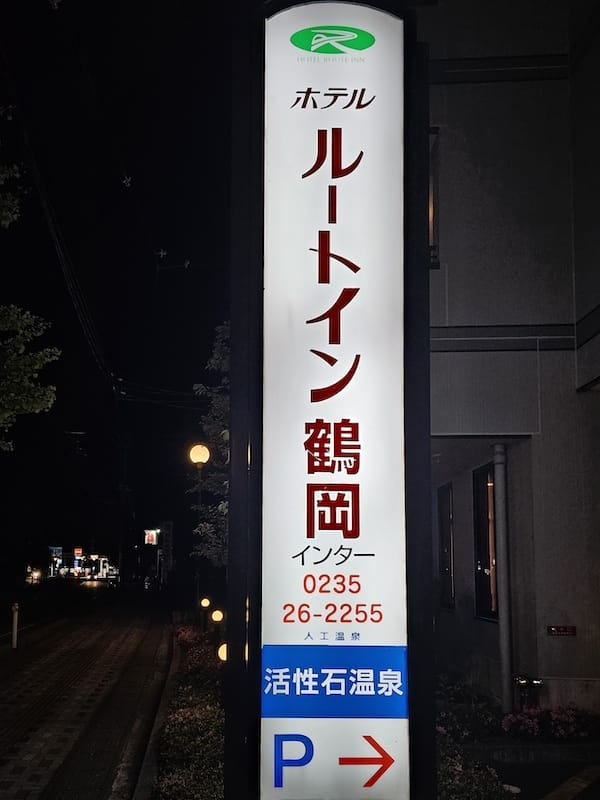 HOTEL ROUTE INN
ホテル
ルートイン鶴岡
インター
0235
26-2255
人工温泉
活性石温泉
P →